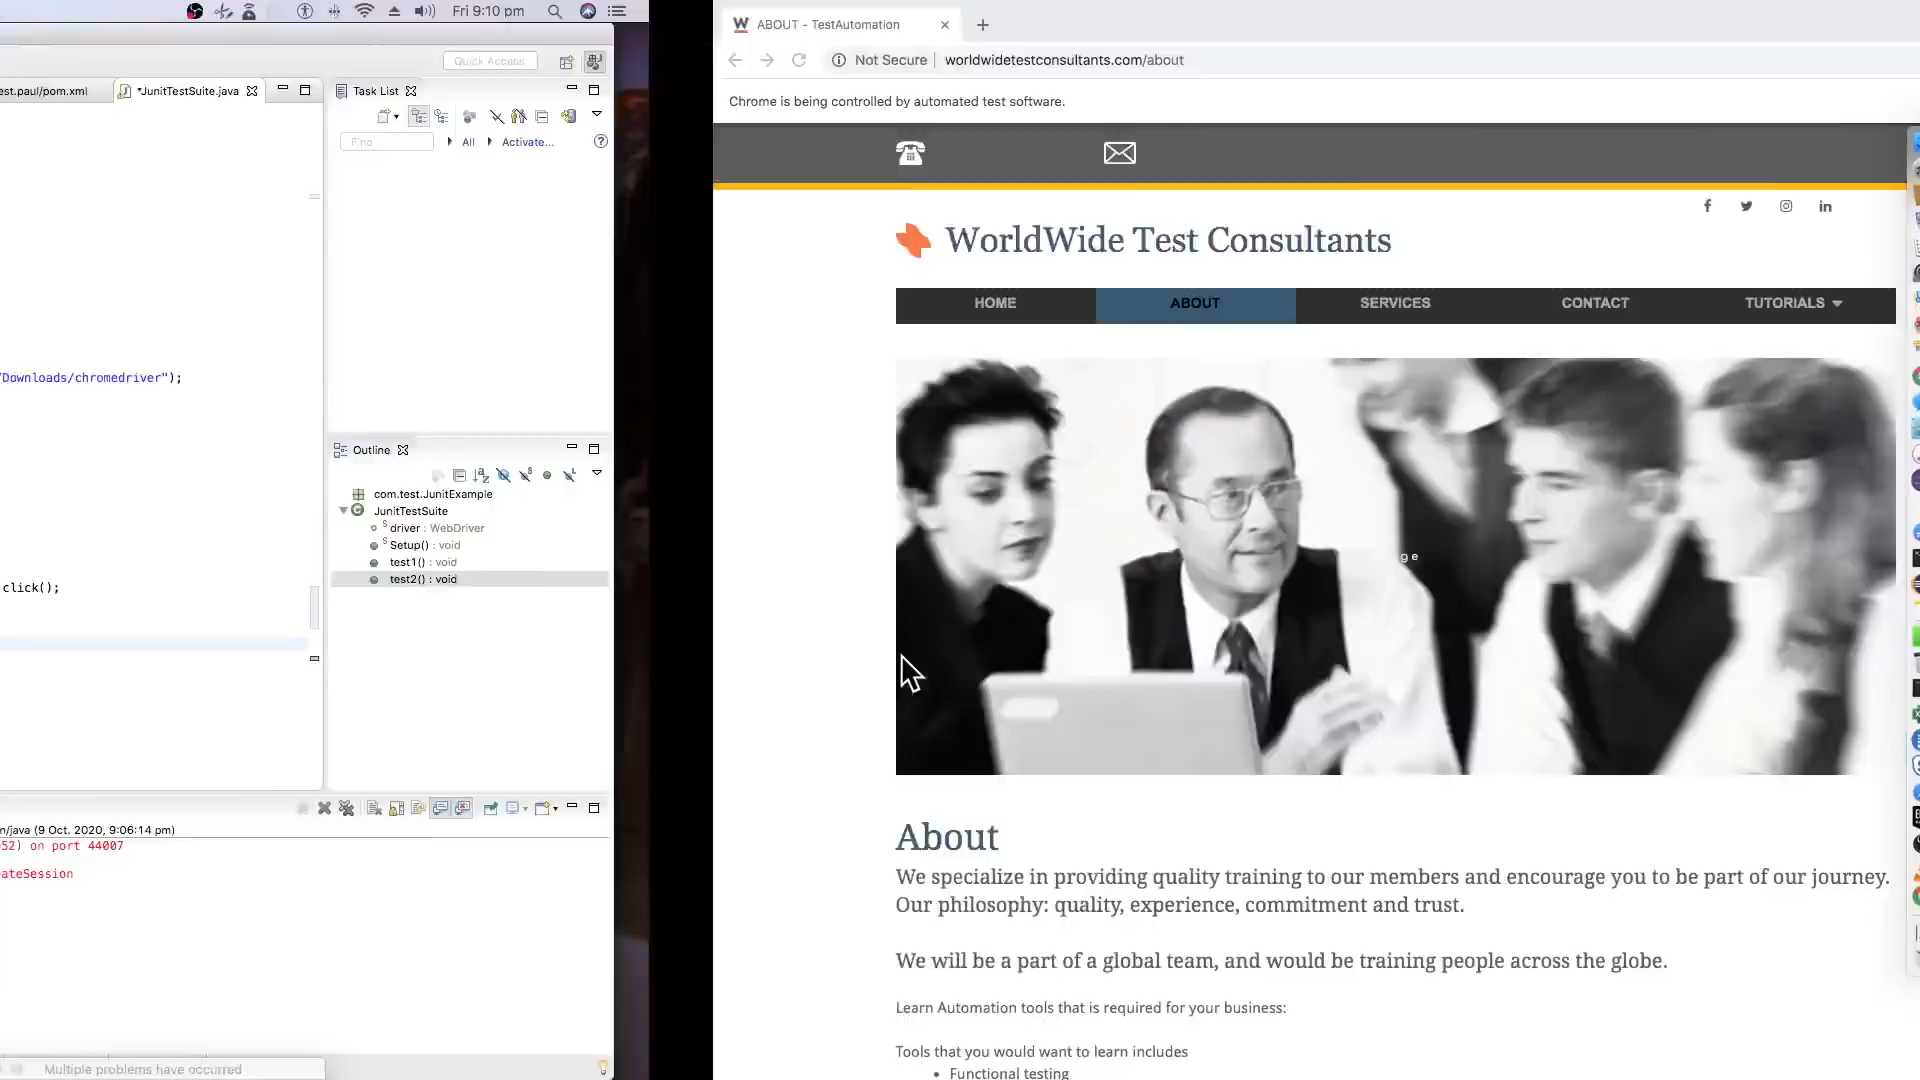 Fri 9:10 pm
Quick Access
est.paul/pom.xml
*JunitTestSuite.java
Task List
Find
All
Activate...
/Downloads/chromedriver");
Outline
com.test.JunitExample
JunitTestSuite
driver : WebDriver
Setup() : void
test1() : void
test2() : void
click();
n/java (9 Oct. 2020, 9:06:14 pm)
52) on port 44007
eateSession
Multiple problems have occurred
ABOUT - TestAutomation
Not Secure
worldwidetestconsultants.com/about
Chrome is being controlled by automated test software.
WorldWide Test Consultants
HOME
ABOUT
SERVICES
CONTACT
TUTORIALS
ge
About
We specialize in providing quality training to our members and encourage you to be part of our journey.
Our philosophy: quality, experience, commitment and trust.
We will be a part of a global team, and would be training people across the globe.
Learn Automation tools that is required for your business:
Tools that you would want to learn includes
• Functional testing